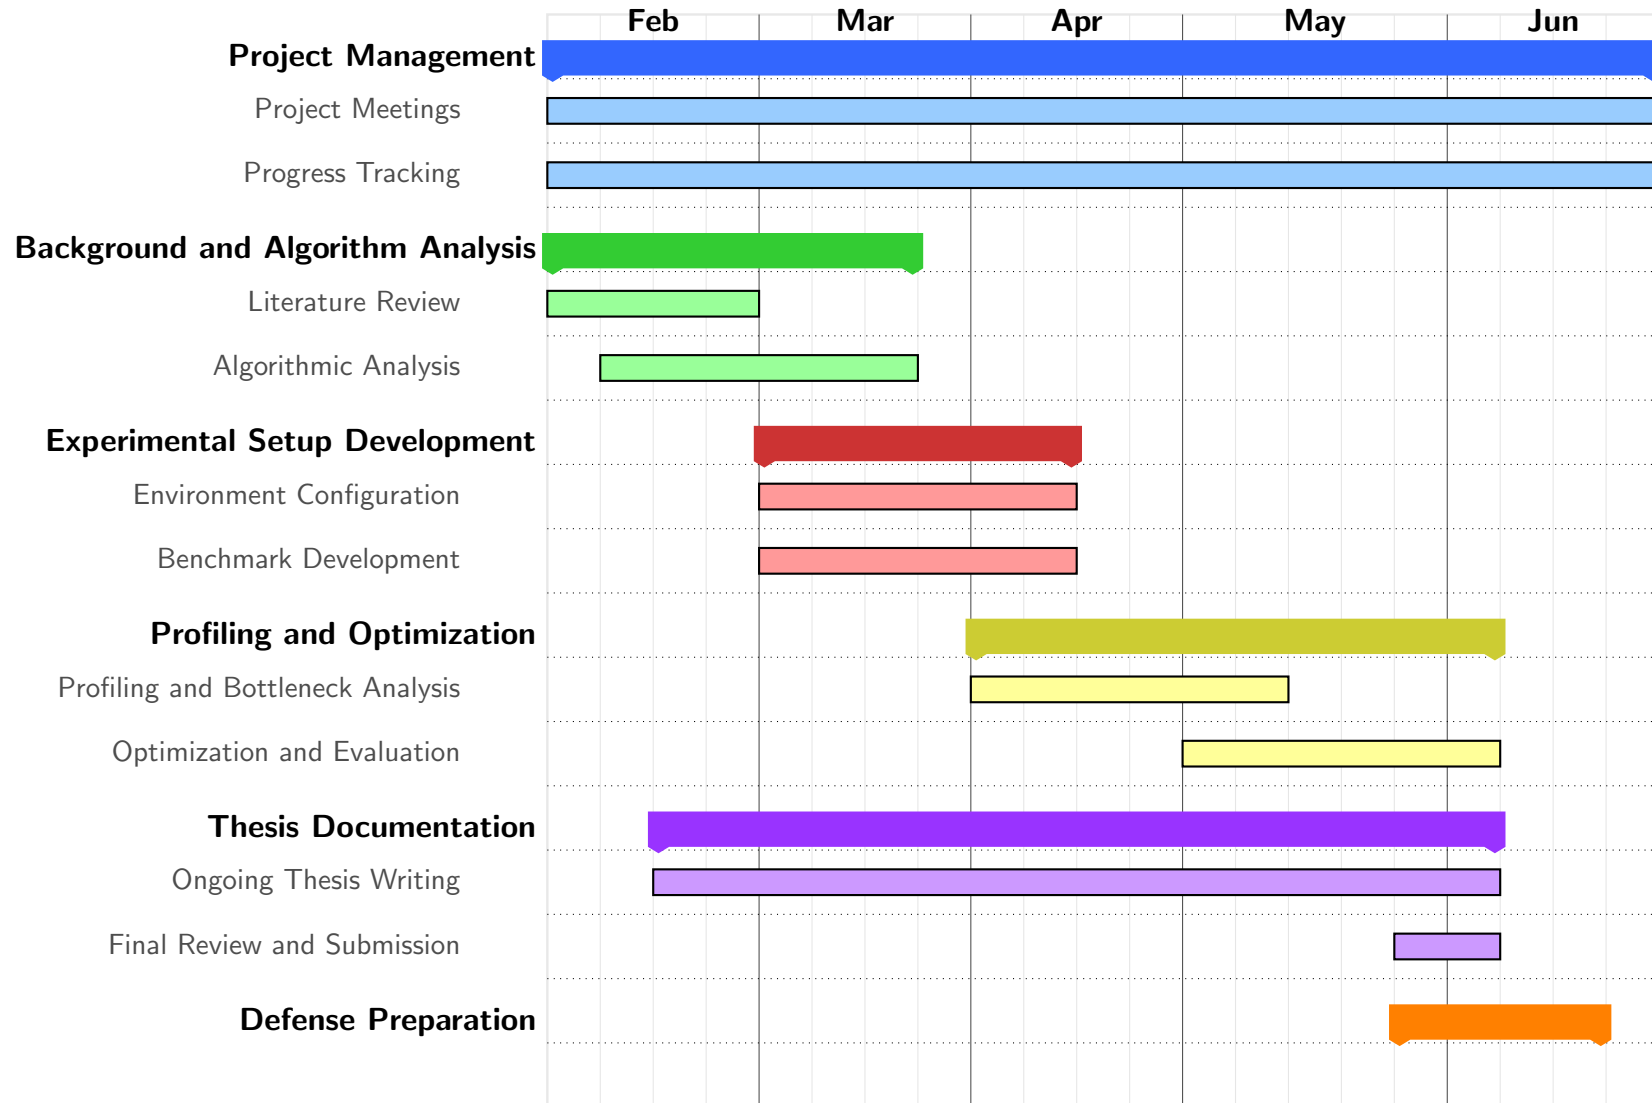 Feb Mar Apr May Jun
Project Management
Project Meetings
Progress Tracking
Background and Algorithm Analysis
Literature Review
Algorithmic Analysis
Experimental Setup Development
Environment Configuration
Benchmark Development
Profiling and Optimization
Profiling and Bottleneck Analysis
Optimization and Evaluation
Thesis Documentation
Ongoing Thesis Writing
Final Review and Submission
Defense Preparation